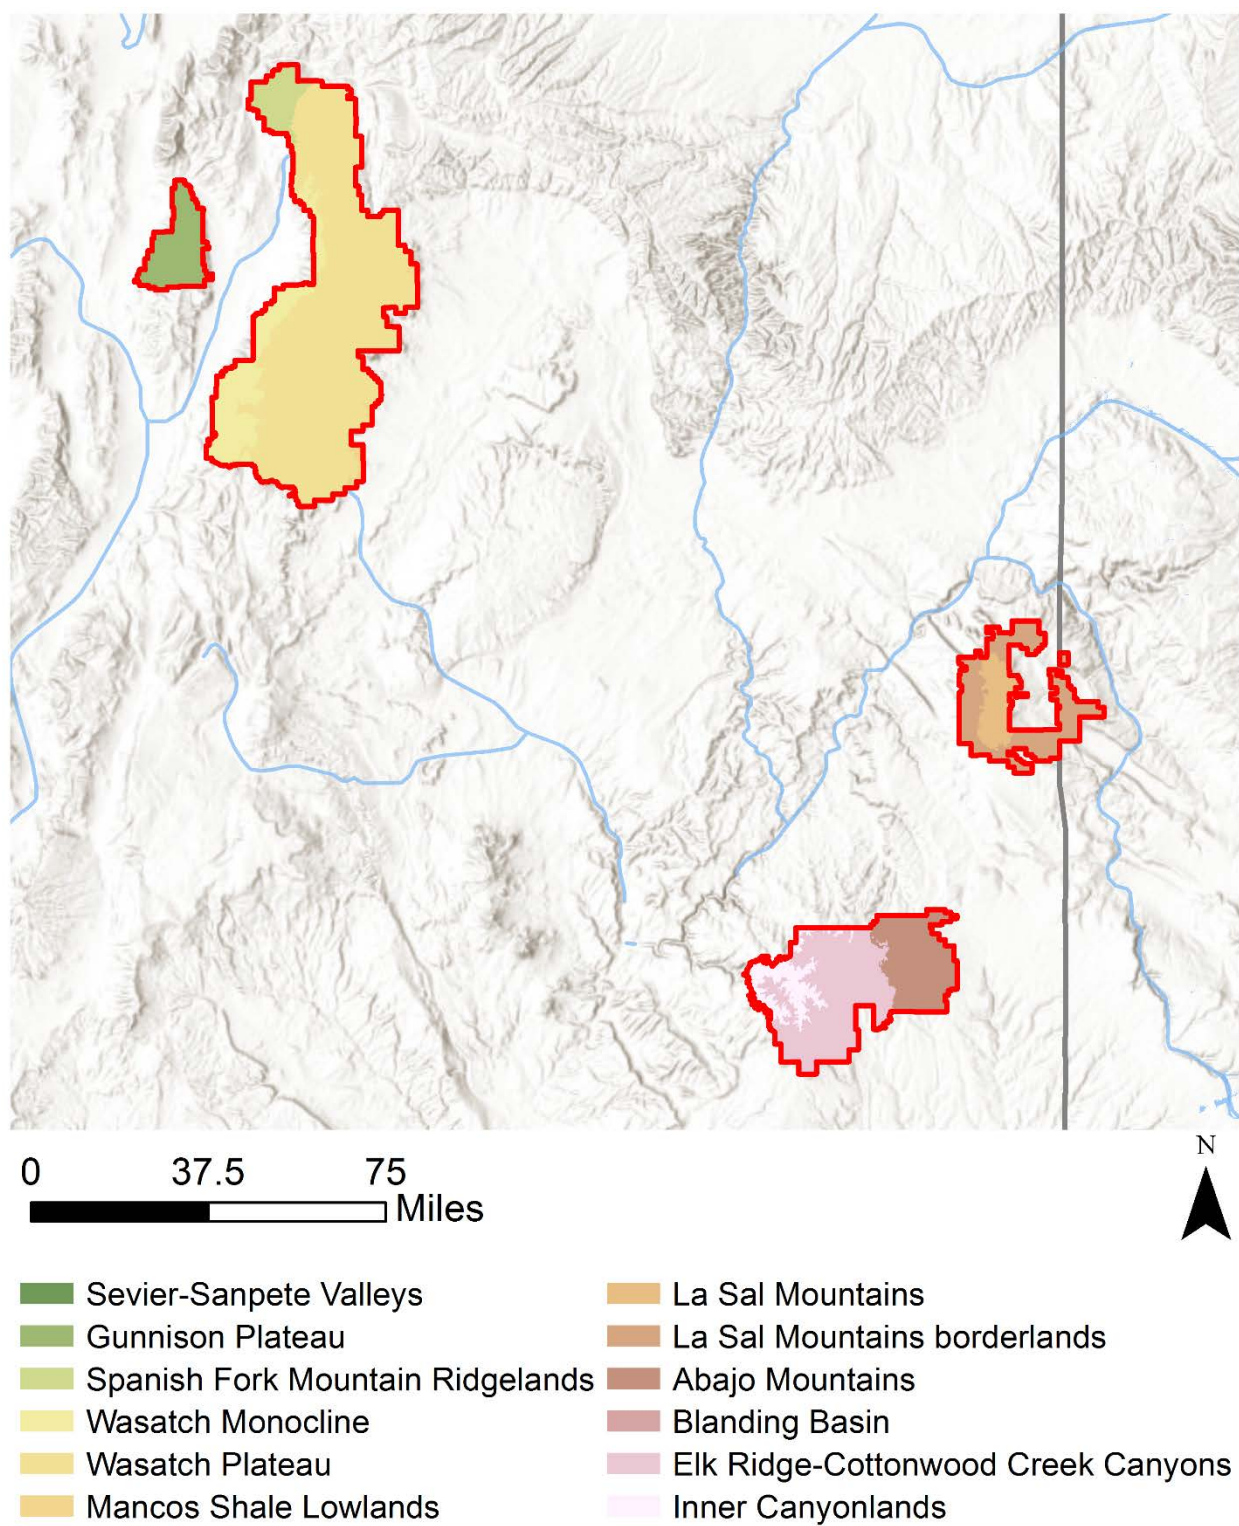 N
0 37.5 75
Miles
Sevier-Sanpete Valleys
Gunnison Plateau
Spanish Fork Mountain Ridgelands
Wasatch Monocline
Wasatch Plateau
Mancos Shale Lowlands
La Sal Mountains
La Sal Mountains borderlands
Abajo Mountains
Blanding Basin
Elk Ridge-Cottonwood Creek Canyons
Inner Canyonlands